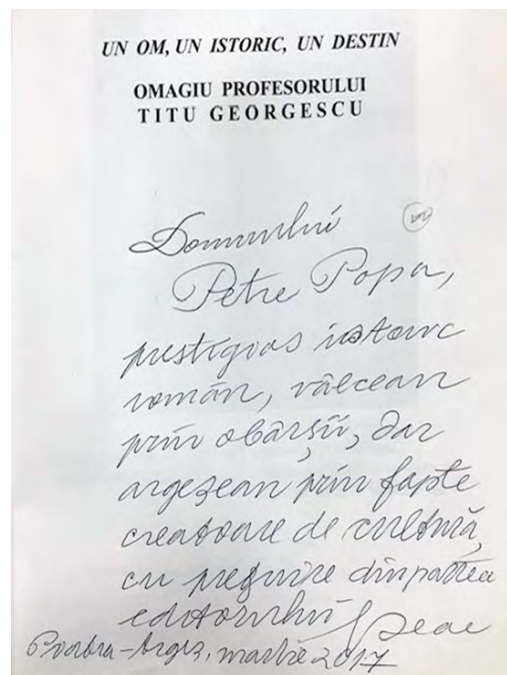 UN OM, UN ISTORIC, UN DESTIN
OMAGIU PROFESORULUI
TITU GEORGESCU
Domnului
Petre Popa,
prestigios istoric
român, vâlcean
prin obârșii, dar
argeșean prin fapte
creatoare de cultură,
cu prețuire din partea
editorului
-Argeș, martie 2017